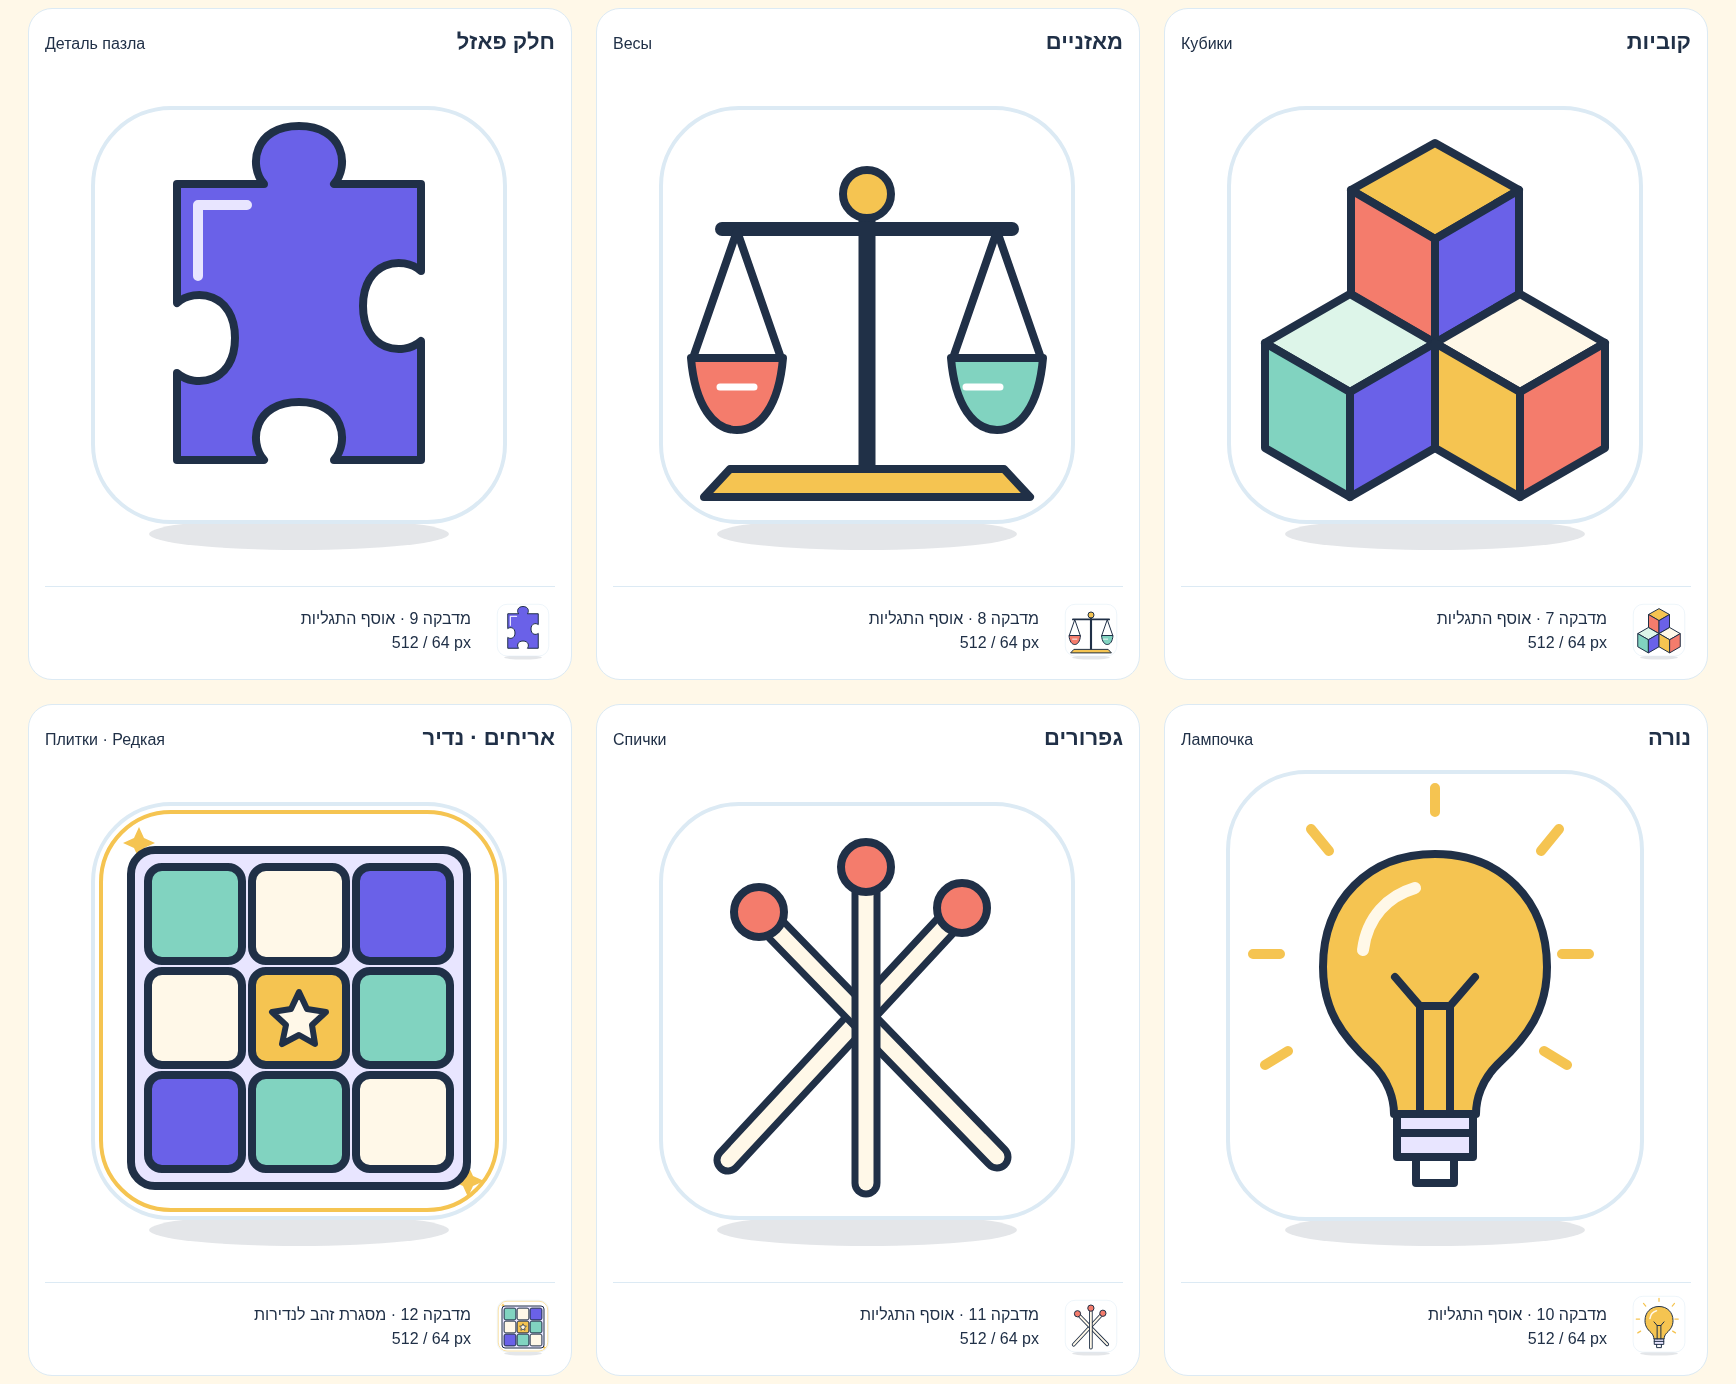 קוביות
Кубики
מדבקה 7 · אוסף התגליות
512 / 64 px
מאזניים
Весы
מדבקה 8 · אוסף התגליות
512 / 64 px
חלק פאזל
Деталь пазла
מדבקה 9 · אוסף התגליות
512 / 64 px
נורה
Лампочка
מדבקה 10 · אוסף התגליות
512 / 64 px
גפרורים
Спички
מדבקה 11 · אוסף התגליות
512 / 64 px
אריחים · נדיר
Плитки · Редкая
מדבקה 12 · מסגרת זהב לנדירות
512 / 64 px